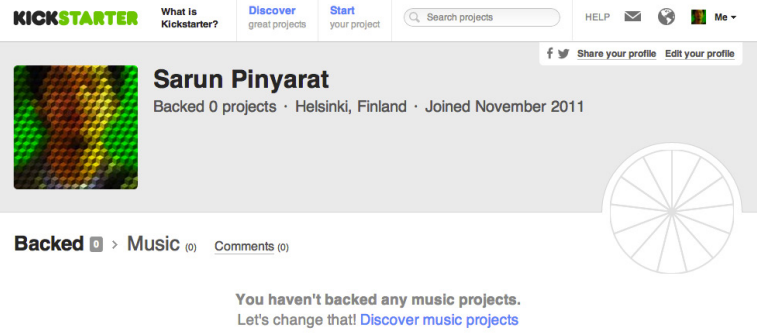 KICKSTARTER
What is
Kickstarter?
Discover
great projects
Start
your project
Search projects
HELP
Me
Share your profile Edit your profile
Sarun Pinyarat
Backed 0 projects · Helsinki, Finland · Joined November 2011
Backed 0 > Music (0) Comments (0)
You haven't backed any music projects.
Let's change that! Discover music projects